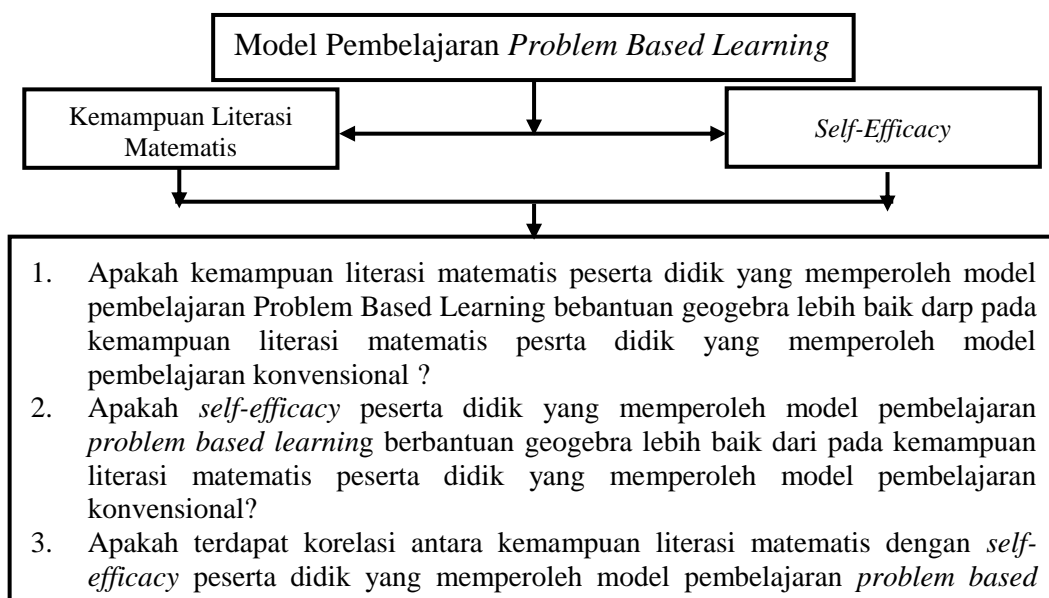 Model Pembelajaran Problem Based Learning
Kemampuan Literasi
Matematis
Self-Efficacy
1. Apakah kemampuan literasi matematis peserta didik yang memperoleh model
pembelajaran Problem Based Learning bebantuan geogebra lebih baik darp pada
kemampuan literasi matematis pesrta didik yang memperoleh model
pembelajaran konvensional ?
2. Apakah self-efficacy peserta didik yang memperoleh model pembelajaran
problem based learning berbantuan geogebra lebih baik dari pada kemampuan
literasi matematis peserta didik yang memperoleh model pembelajaran
konvensional?
3. Apakah terdapat korelasi antara kemampuan literasi matematis dengan self-
efficacy peserta didik yang memperoleh model pembelajaran problem based